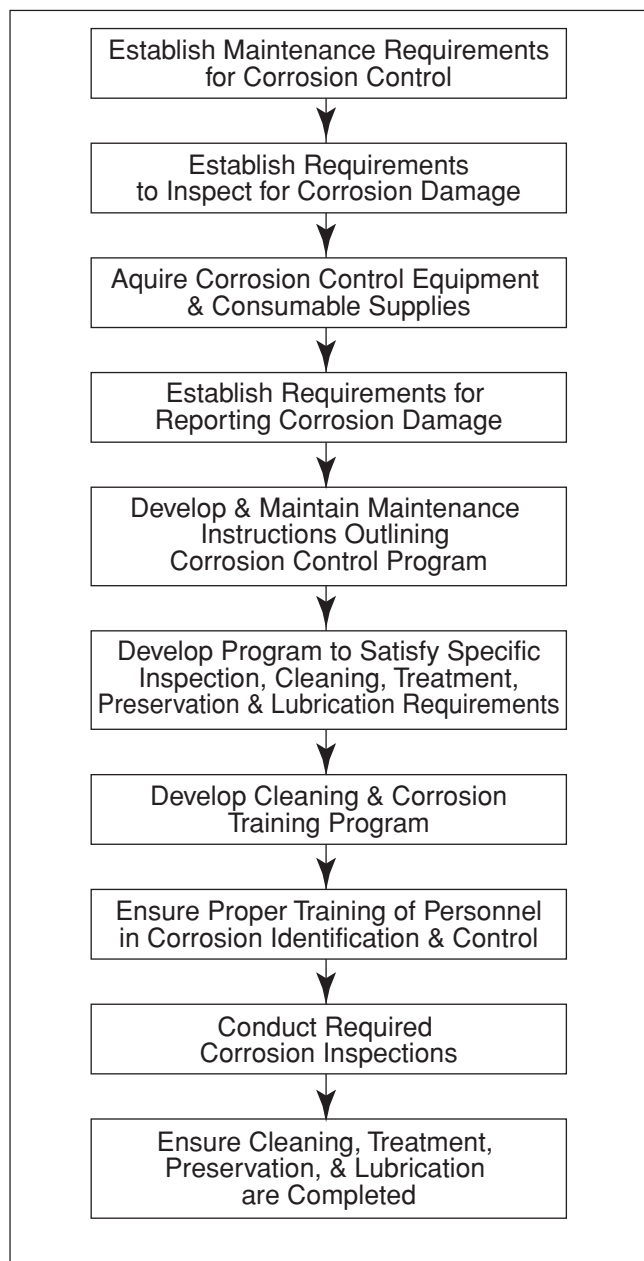 Establish Maintenance Requirements
for Corrosion Control
Establish Requirements
to Inspect for Corrosion Damage
Aquire Corrosion Control Equipment
& Consumable Supplies
Establish Requirements for
Reporting Corrosion Damage
Develop & Maintain Maintenance
Instructions Outlining
Corrosion Control Program
Develop Program to Satisfy Specific
Inspection, Cleaning, Treatment,
Preservation & Lubrication Requirements
Develop Cleaning & Corrosion
Training Program
Ensure Proper Training of Personnel
in Corrosion Identification & Control
Conduct Required
Corrosion Inspections
Ensure Cleaning, Treatment,
Preservation, & Lubrication
are Completed